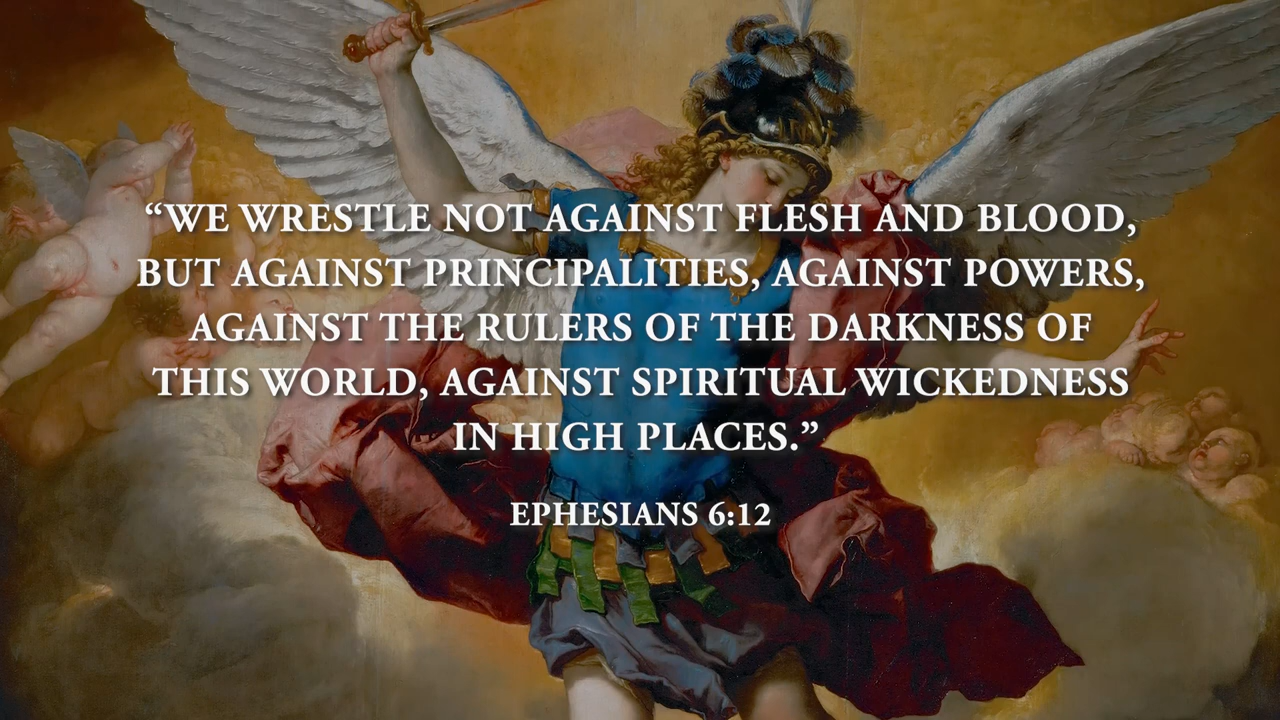 “WE WRESTLE NOT AGAINST FLESH AND BLOOD,
BUT AGAINST PRINCIPALITIES, AGAINST POWERS,
AGAINST THE RULERS OF THE DARKNESS OF
THIS WORLD, AGAINST SPIRITUAL WICKEDNESS
IN HIGH PLACES.”
EPHESIANS 6:12